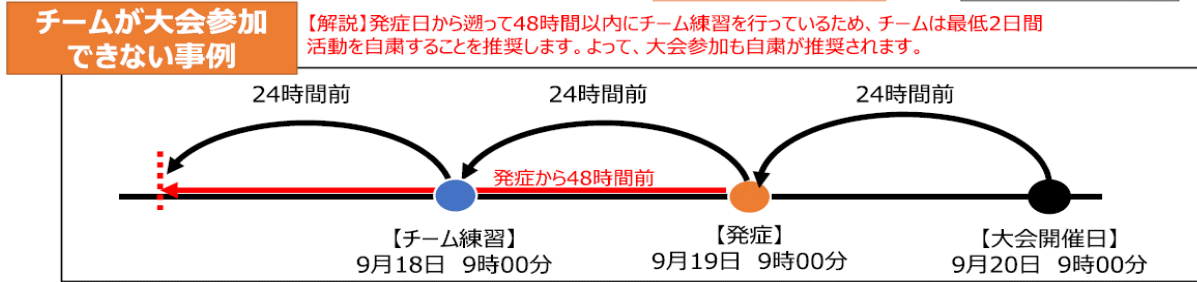 チームが大会参加
できない事例
【解説】発症日から遡って48時間以内にチーム練習を行っているため、チームは最低2日間
活動を自粛することを推奨します。よって、大会参加も自粛が推奨されます。
24時間前
24時間前
24時間前
発症から48時間前
【チーム練習】
9月18日 9時00分
【発症】
9月19日 9時00分
【大会開催日】
9月20日 9時00分